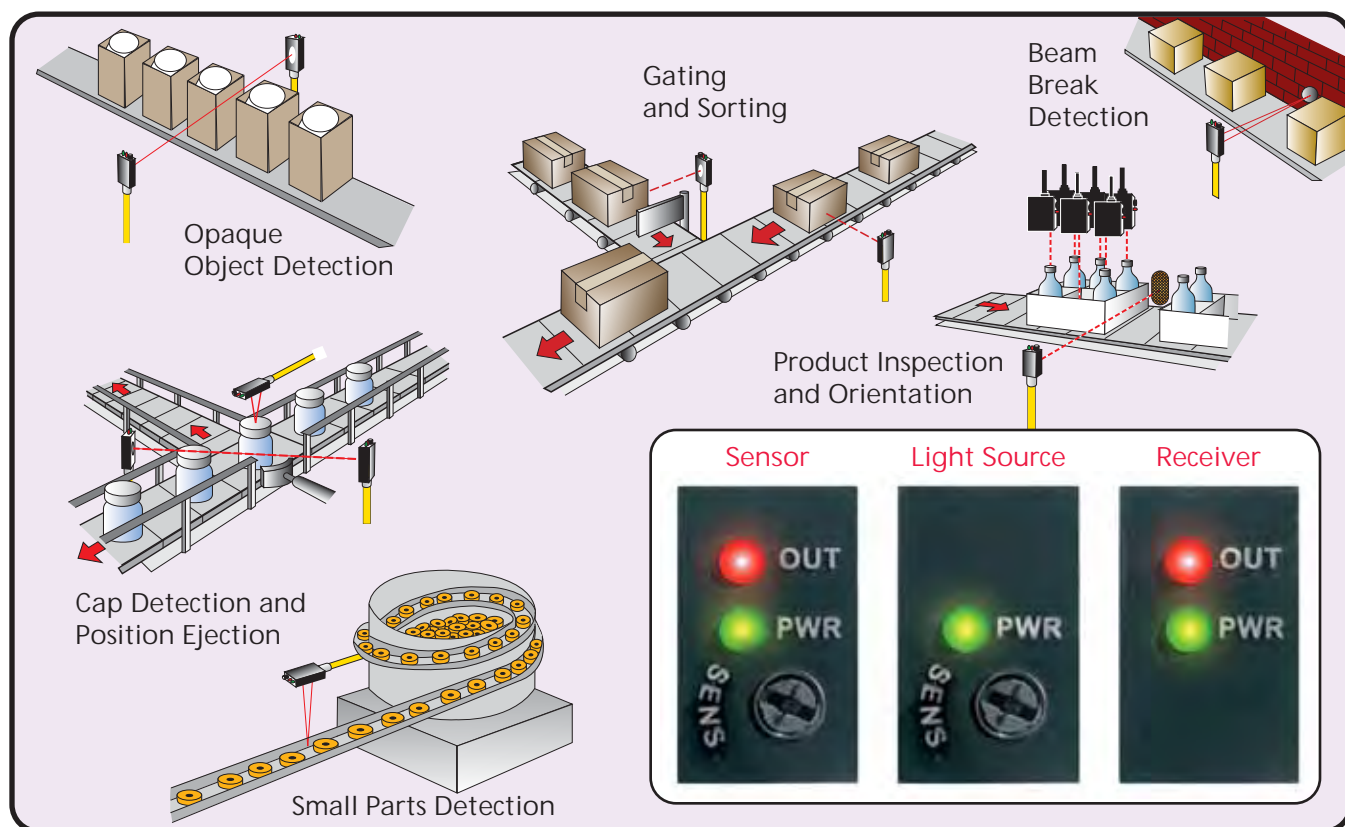 Opaque
Object Detection
Gating
and Sorting
Beam
Break
Detection
Product Inspection
and Orientation
Cap Detection and
Position Ejection
Small Parts Detection
Sensor
OUT
PWR
SENS.
Light Source
PWR
SENS.
Receiver
OUT
PWR